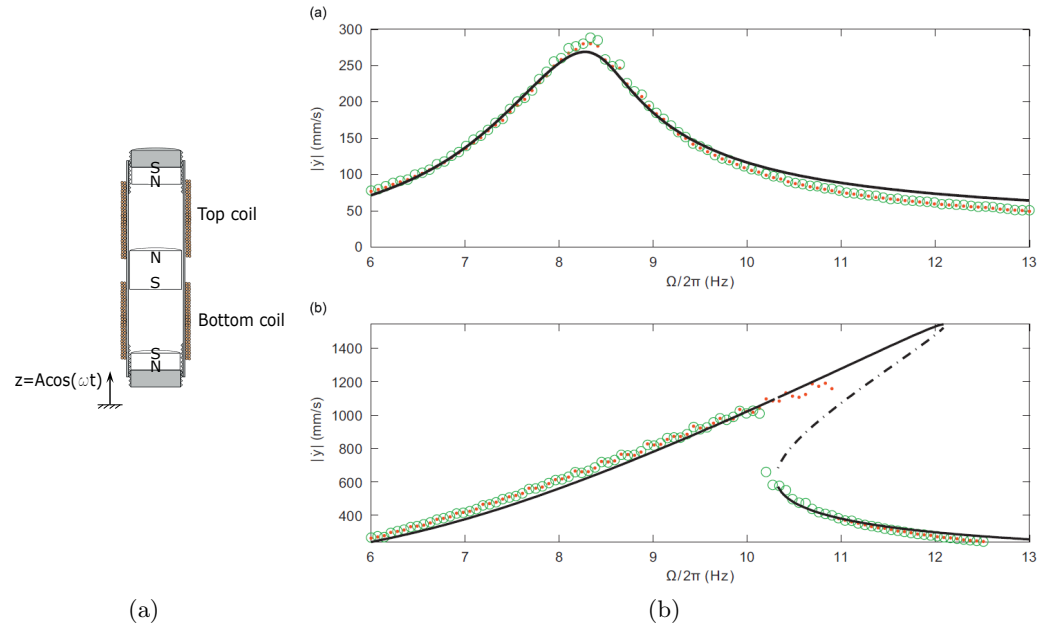 S
N
Top coil
N
S
Bottom coil
S
N
z=Acos(ωt)
(a)
(a)
300
250
200
150
100
50
0
|ẏ| (mm/s)
6 7 8 9 10 11 12 13
Ω/2π (Hz)
(b)
1400
1200
1000
800
600
400
|ẏ| (mm/s)
6 7 8 9 10 11 12 13
Ω/2π (Hz)
(b)